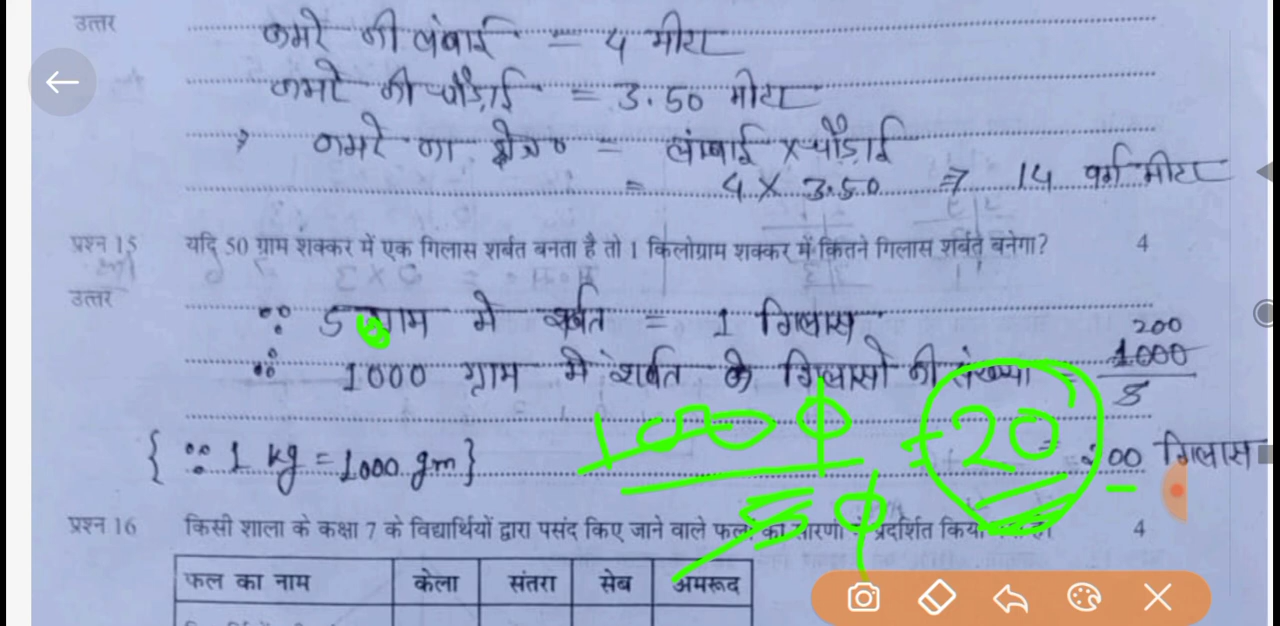 उत्तर
कमरे की लंबाई = 4 मीटर
कमरे की चौड़ाई = 3.50 मीटर
कमरे का क्षेत्र० = लंम्बाई x चौड़ाई
= 4 x 3.50 => 14 वर्ग मीटर
प्रश्न 15 यदि 50 ग्राम शक्कर में एक गिलास शर्बत बनता है तो 1 किलोग्राम शक्कर में कितने गिलास शर्बत बनेगा? 4
उत्तर
∵ 50 ग्राम मे शर्बत = 1 गिलास
∴ 1000 ग्राम मे शर्बत के गिलासो की संख्या = 1000/5 200
1000/50 = 20
{ ∵ 1 kg = 1000 gm } = 200 गिलास
प्रश्न 16 किसी शाला के कक्षा 7 के विद्यार्थियों द्वारा पसंद किए जाने वाले फलों को सारणी में प्रदर्शित किया 4
फल का नाम केला संतरा सेब अमरूद